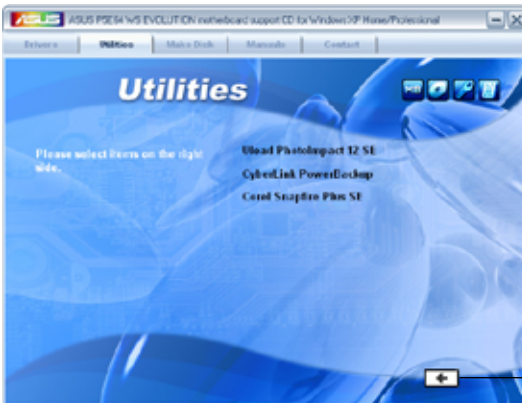 ASUS ASUS P5E64 WS EVOLUTION motherboard support CD for Windows XP Home/Professional
Drivers Utilities Make Disk Manuals Contact
Utilities
Please select items on the right
side.
Ulead PhotoImpact 12 SE
CyberLink PowerBackup
Corel Snapfire Plus SE